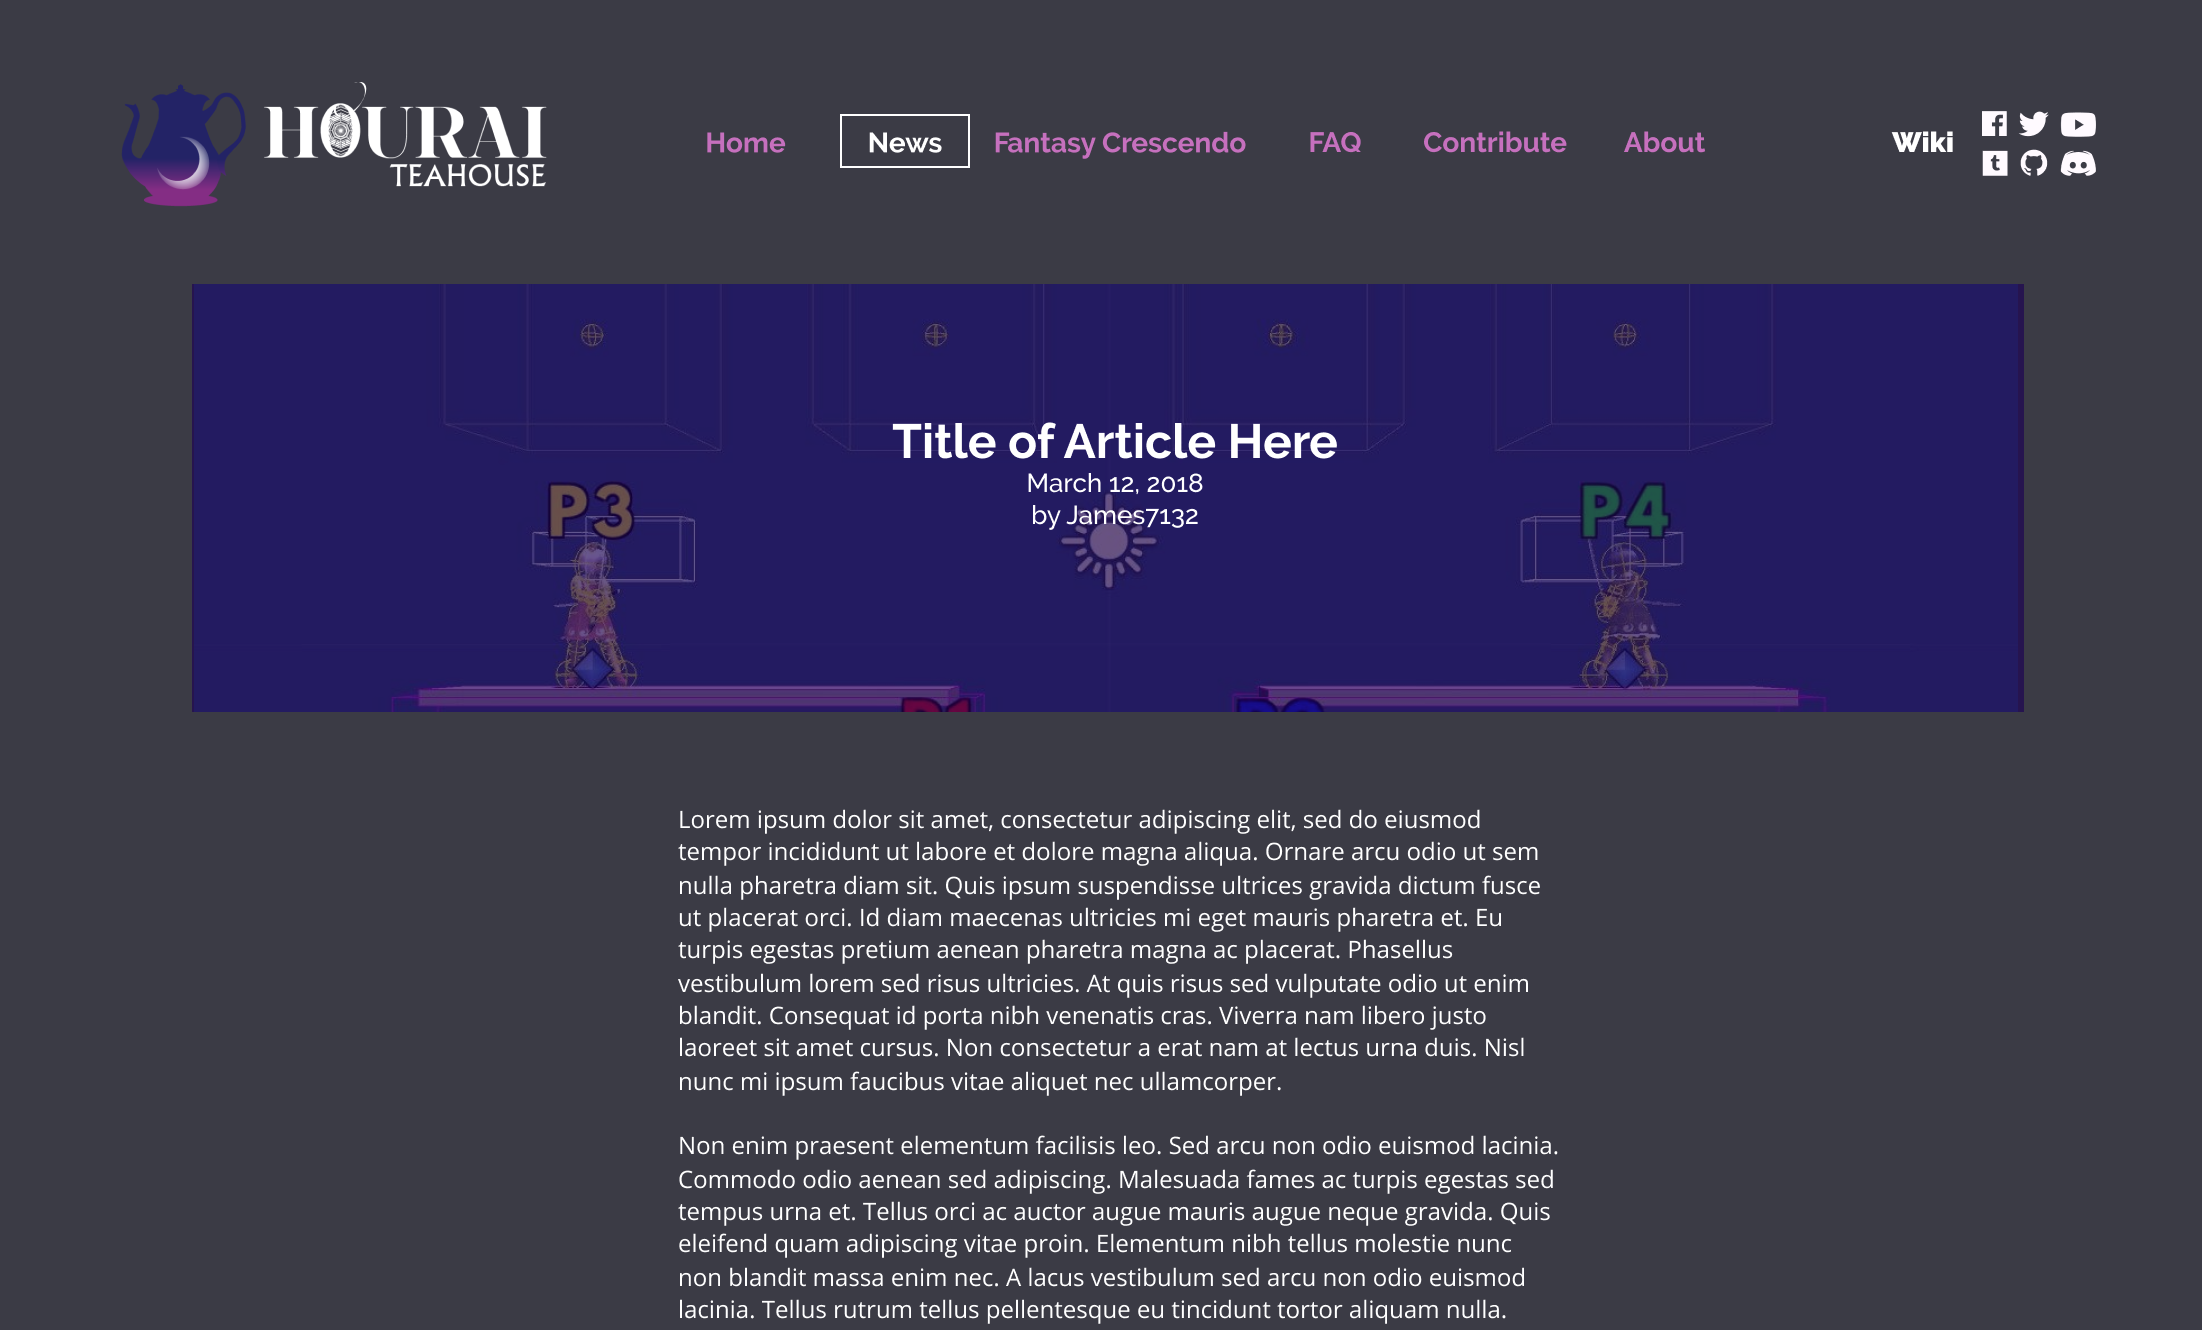 HOURAI
TEAHOUSE
Home
News
Fantasy Crescendo
FAQ
Contribute
About
Wiki
Title of Article Here
March 12, 2018
by James7132
P3
P4
P1
P2
Lorem ipsum dolor sit amet, consectetur adipiscing elit, sed do eiusmod
tempor incididunt ut labore et dolore magna aliqua. Ornare arcu odio ut sem
nulla pharetra diam sit. Quis ipsum suspendisse ultrices gravida dictum fusce
ut placerat orci. Id diam maecenas ultricies mi eget mauris pharetra et. Eu
turpis egestas pretium aenean pharetra magna ac placerat. Phasellus
vestibulum lorem sed risus ultricies. At quis risus sed vulputate odio ut enim
blandit. Consequat id porta nibh venenatis cras. Viverra nam libero justo
laoreet sit amet cursus. Non consectetur a erat nam at lectus urna duis. Nisl
nunc mi ipsum faucibus vitae aliquet nec ullamcorper.
Non enim praesent elementum facilisis leo. Sed arcu non odio euismod lacinia.
Commodo odio aenean sed adipiscing. Malesuada fames ac turpis egestas sed
tempus urna et. Tellus orci ac auctor augue mauris augue neque gravida. Quis
eleifend quam adipiscing vitae proin. Elementum nibh tellus molestie nunc
non blandit massa enim nec. A lacus vestibulum sed arcu non odio euismod
lacinia. Tellus rutrum tellus pellentesque eu tincidunt tortor aliquam nulla.